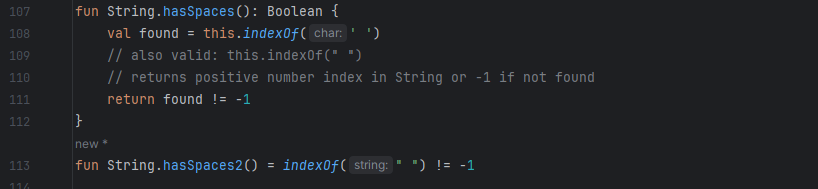 107 fun String.hasSpaces(): Boolean {
108 val found = this.indexOf( char: ' ')
109 // also valid: this.indexOf(" ")
110 // returns positive number index in String or -1 if not found
111 return found != -1
112 }
new *
113 fun String.hasSpaces2() = indexOf( string: " ") != -1
114